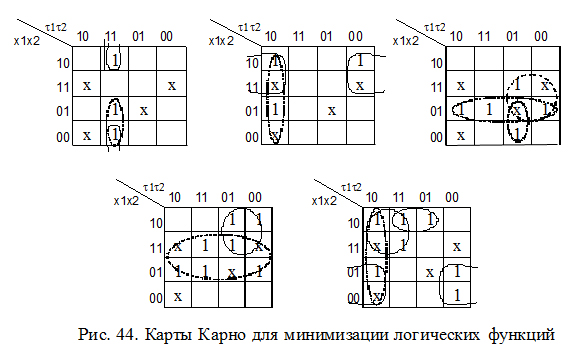 τ1τ2
x1x2 10 11 01 00
10 1
11 x x
01 1 x
00 x 1
τ1τ2
x1x2 10 11 01 00
10 1 1
11 x x
01 1 x
00 x
τ1τ2
x1x2 10 11 01 00
10
11 x 1 x
01 1 x
00 x 1
τ1τ2
x1x2 10 11 01 00
10 1 1
11 x 1 1 x
01 1 1 x 1
00 x
τ1τ2
x1x2 10 11 01 00
10 1 1 1
11 x 1 x
01 1 x 1
00 x 1
Рис. 44. Карты Карно для минимизации логических функций